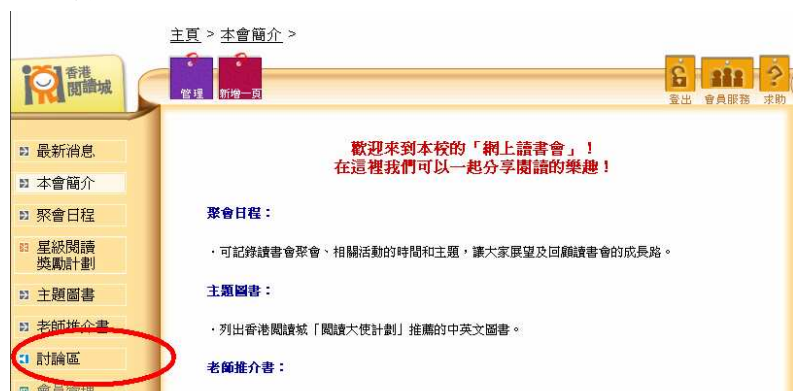 主頁 > 本會簡介 >
香港
閱讀城
管理
新增一頁
登出
會員服務
求助
最新消息
本會簡介
聚會日程
星級閱讀
獎勵計劃
主題圖書
老師推介書
討論區
會員管理
歡迎來到本校的「網上讀書會」！
在這裡我們可以一起分享閱讀的樂趣！
聚會日程：
．可記錄讀書會聚會、相關活動的時間和主題，讓大家展望及回顧讀書會的成長路。
主題圖書：
．列出香港閱讀城「閱讀大使計劃」推薦的中英文圖書。
老師推介書：